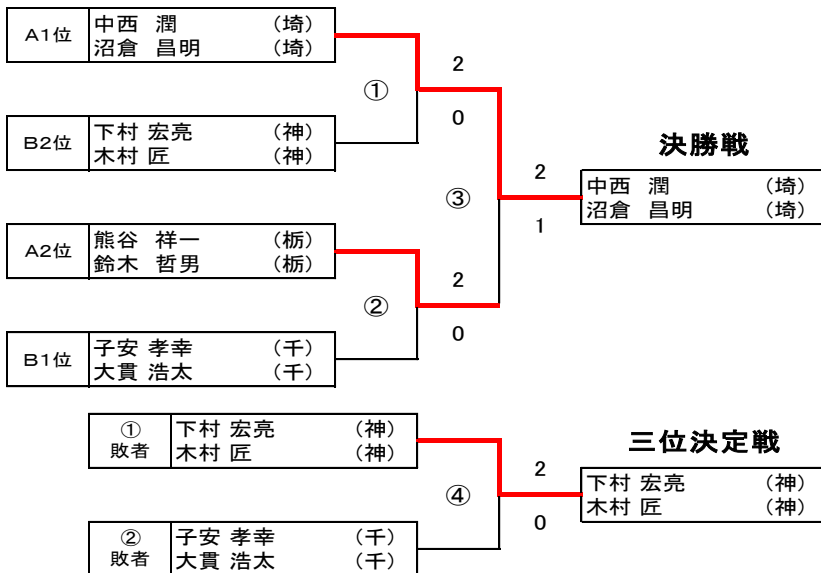 A1位 中西 潤 (埼)
沼倉 昌明 (埼)
2
①
0
B2位 下村 宏亮 (神)
木村 匠 (神)
決勝戦
2
中西 潤 (埼)
③
沼倉 昌明 (埼)
1
A2位 熊谷 祥一 (栃)
鈴木 哲男 (栃)
2
②
0
B1位 子安 孝幸 (千)
大貫 浩太 (千)
① 下村 宏亮 (神)
敗者 木村 匠 (神)
三位決定戦
2
下村 宏亮 (神)
④
木村 匠 (神)
0
② 子安 孝幸 (千)
敗者 大貫 浩太 (千)